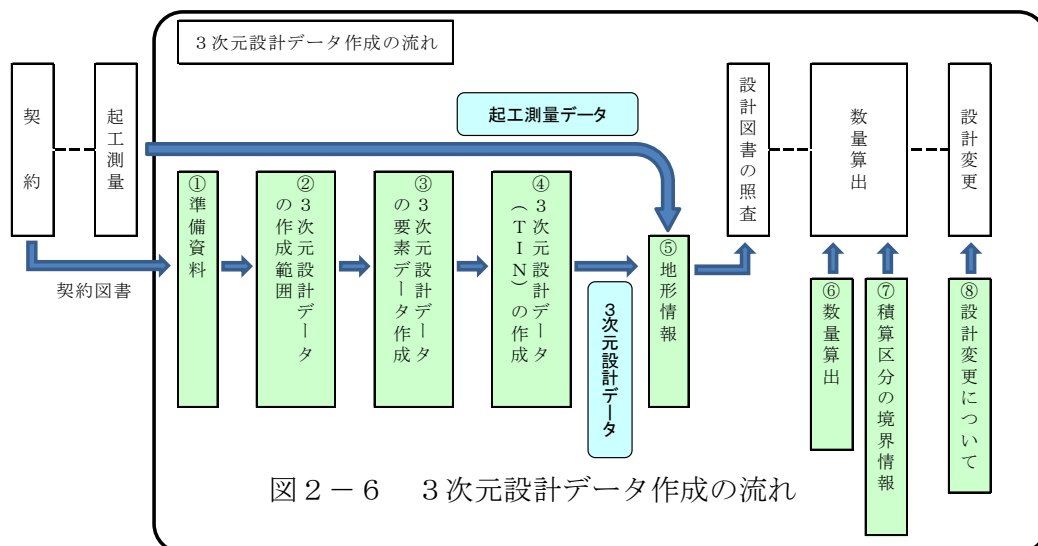 ３次元設計データ作成の流れ
契　約
起工測量
起工測量データ
設計図書の照査
数量算出
設計変更
契約図書
①準備資料
②３次元設計データ
の作成範囲
③３次元設計データ
の要素データ作成
④３次元設計データ
（ＴＩＮ）の作成
３次元設計データ
⑤地形情報
⑥数量算出
⑦積算区分の境界情報
⑧設計変更について
図２－６　３次元設計データ作成の流れ